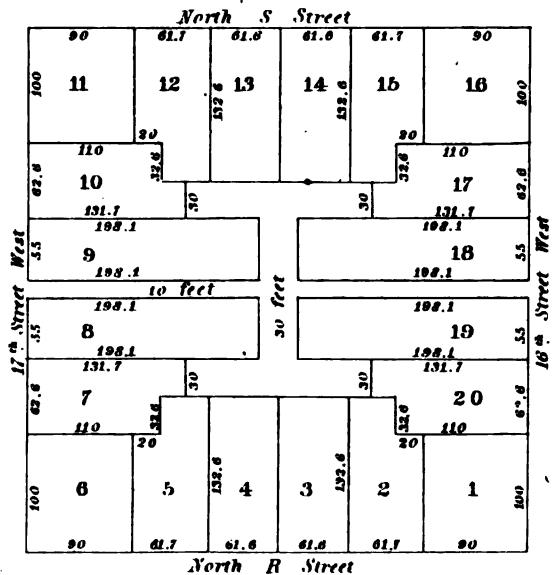 North S Street
90 61.7 61.6 61.6 61.7 90
100 11 12 132.6 13 14 132.6 15 16 100
20 20
110 32.6 32.6 110
62.6 10 17 62.6
131.7 30 30 131.7
198.1 198.1
55 9 18 55
198.1 198.1
10 feet
17th Street West
30 feet
16th Street West
198.1 198.1
55 8 19 55
198.1 198.1
131.7 30 30 131.7
62.6 7 20
110 32.6 32.6 110
20 20
100 6 5 132.6 4 3 132.6 2 1 100
90 61.7 61.6 61.6 61.7 90
North R Street